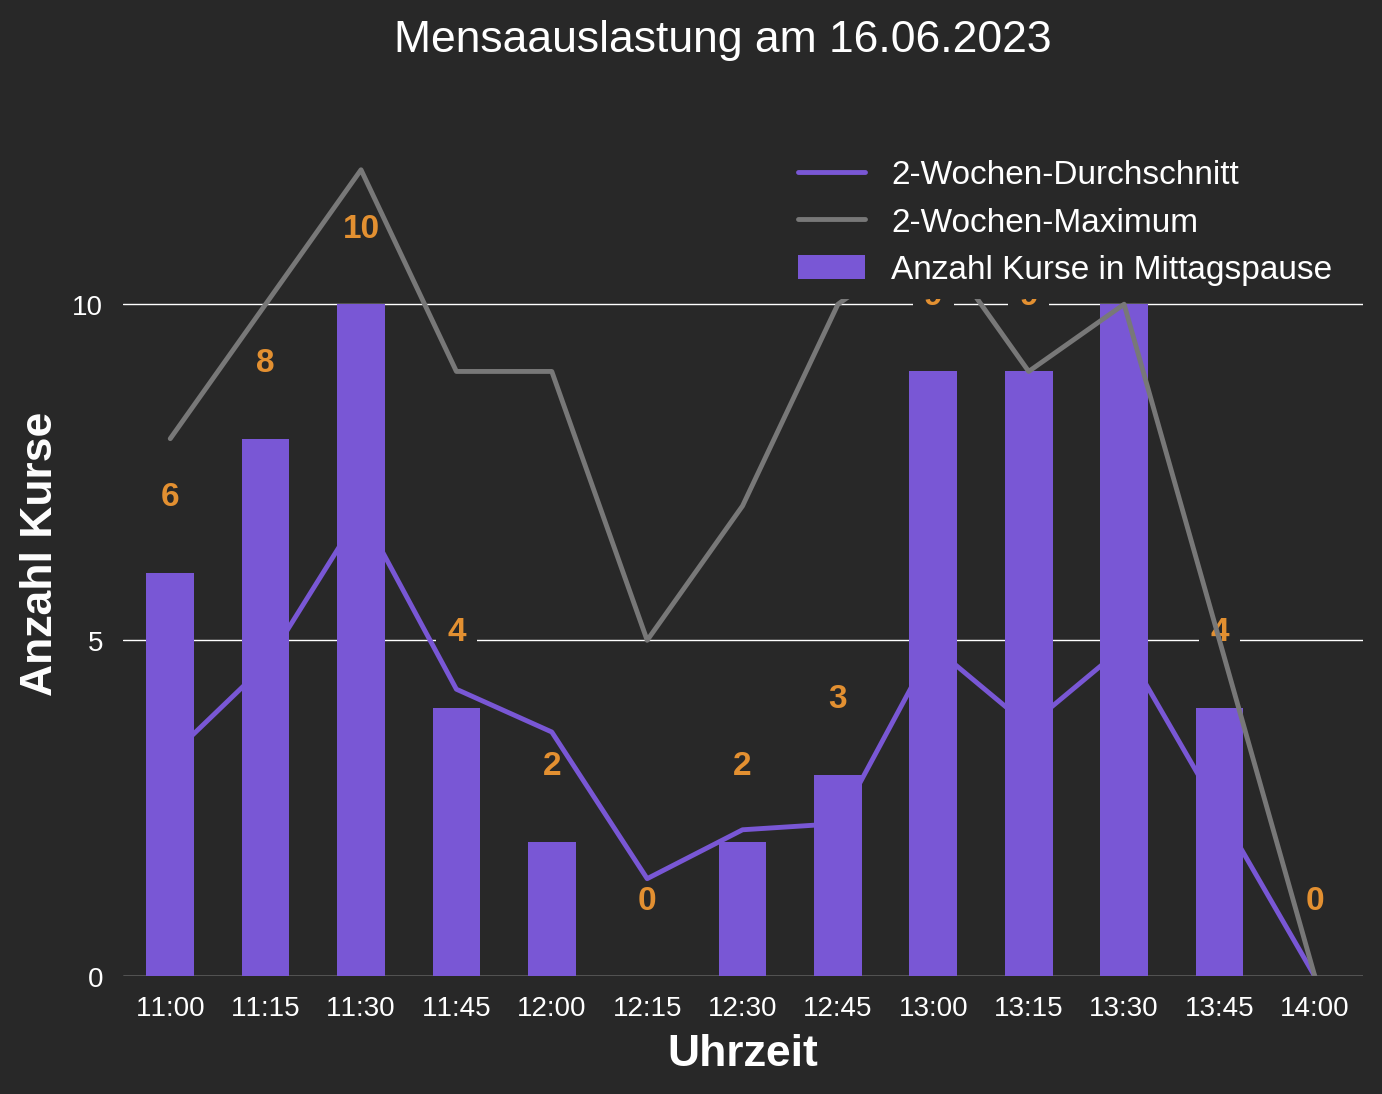 Mensaauslastung am 16.06.2023
2-Wochen-Durchschnitt
2-Wochen-Maximum
Anzahl Kurse in Mittagspause
10
8
6
4
2
0
2
3
4
0
10
5
0
Anzahl Kurse
11:00 11:15 11:30 11:45 12:00 12:15 12:30 12:45 13:00 13:15 13:30 13:45 14:00
Uhrzeit